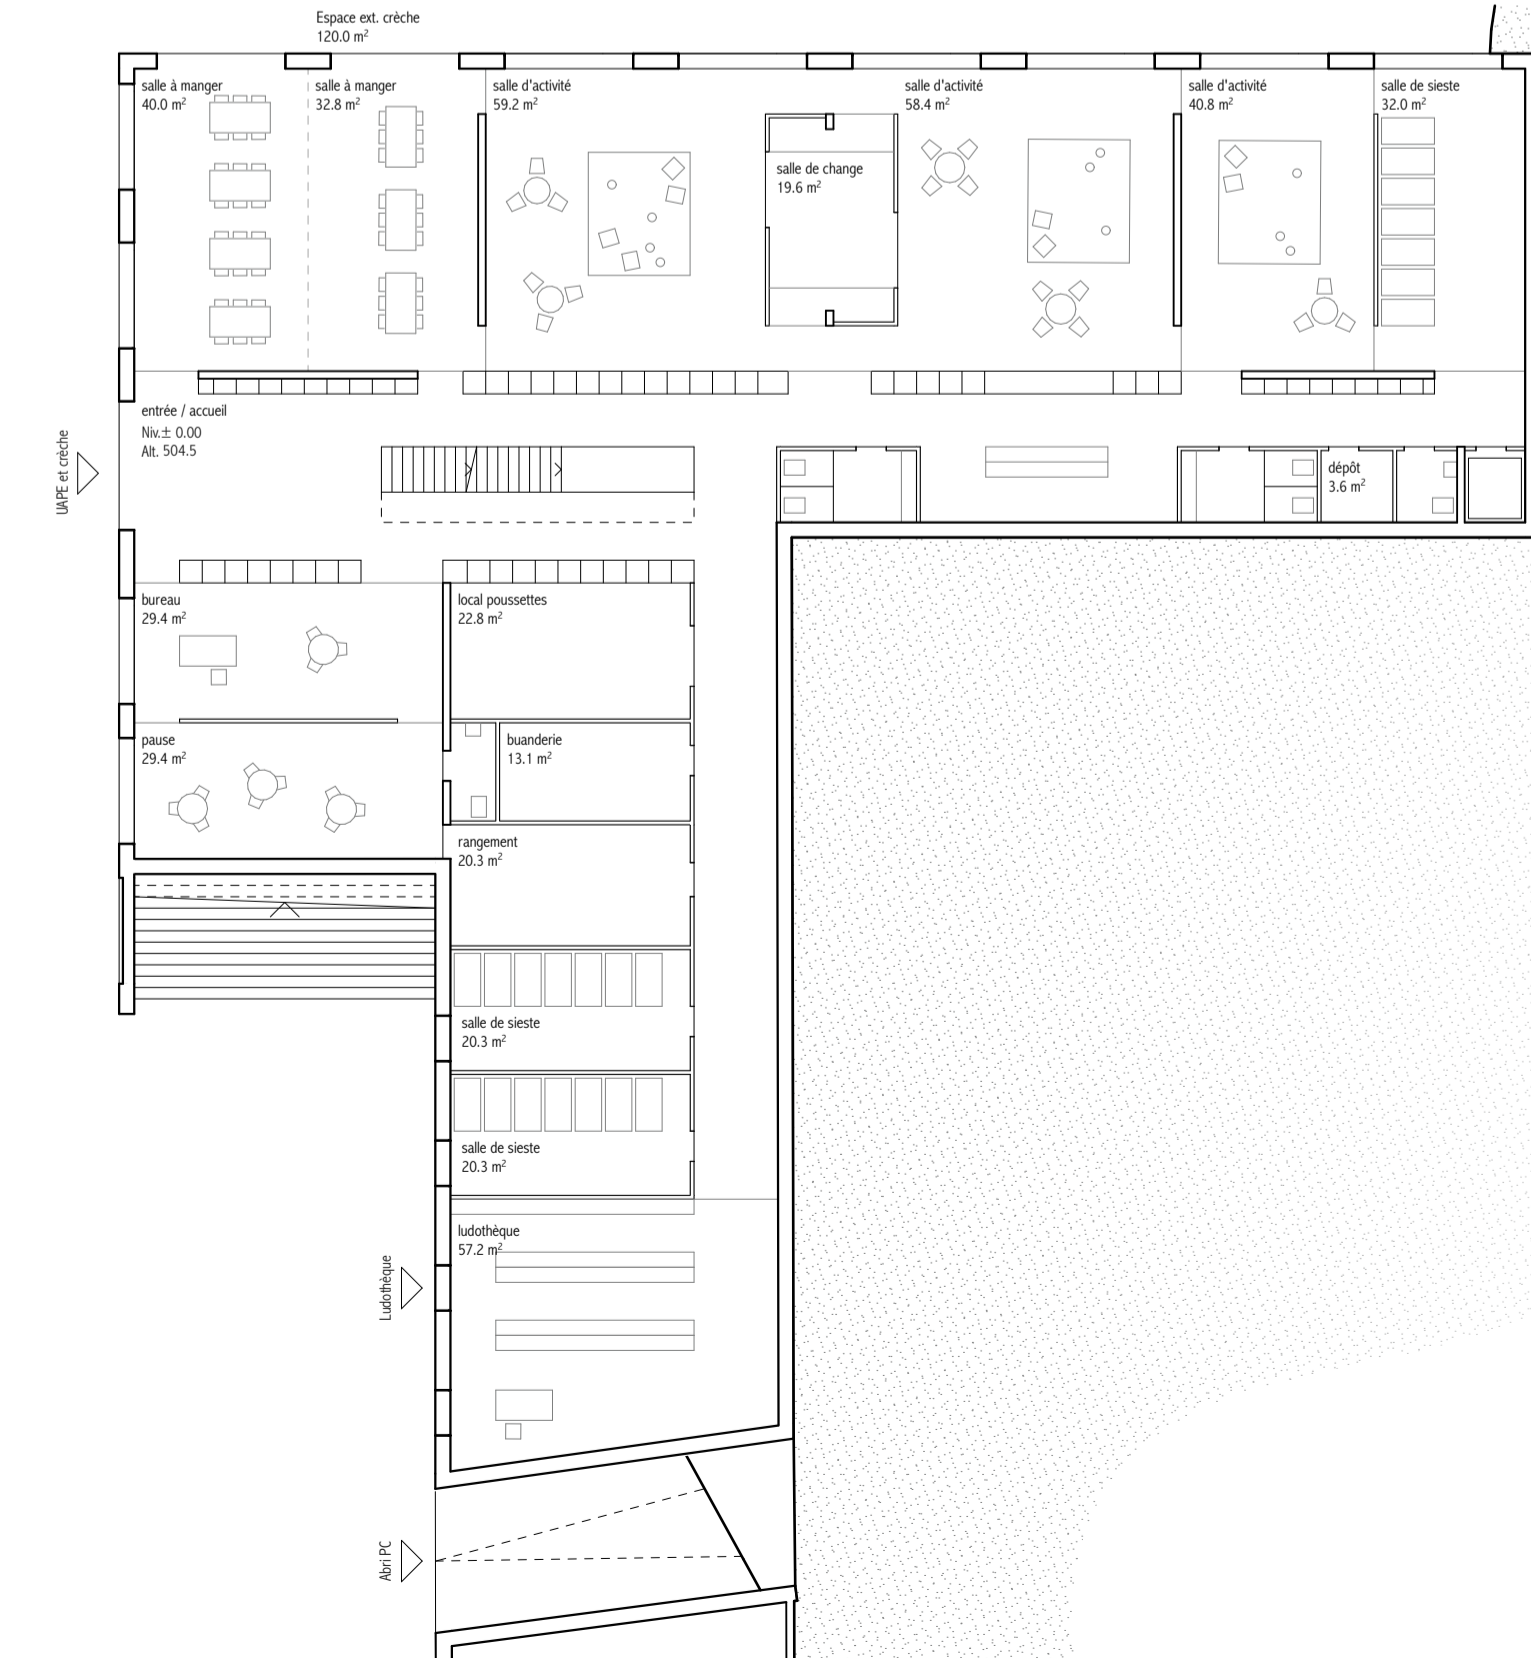 Espace ext. crèche
120.0 m²
salle à manger
40.0 m²
salle à manger
32.8 m²
salle d'activité
59.2 m²
salle d'activité
58.4 m²
salle d'activité
40.8 m²
salle de sieste
32.0 m²
salle de change
19.6 m²
entrée / accueil
Niv.± 0.00
Alt. 504.5
UAPE et crèche
dépôt
3.6 m²
bureau
29.4 m²
local poussettes
22.8 m²
pause
29.4 m²
buanderie
13.1 m²
rangement
20.3 m²
salle de sieste
20.3 m²
salle de sieste
20.3 m²
ludothèque
57.2 m²
Ludothèque
Abri PC